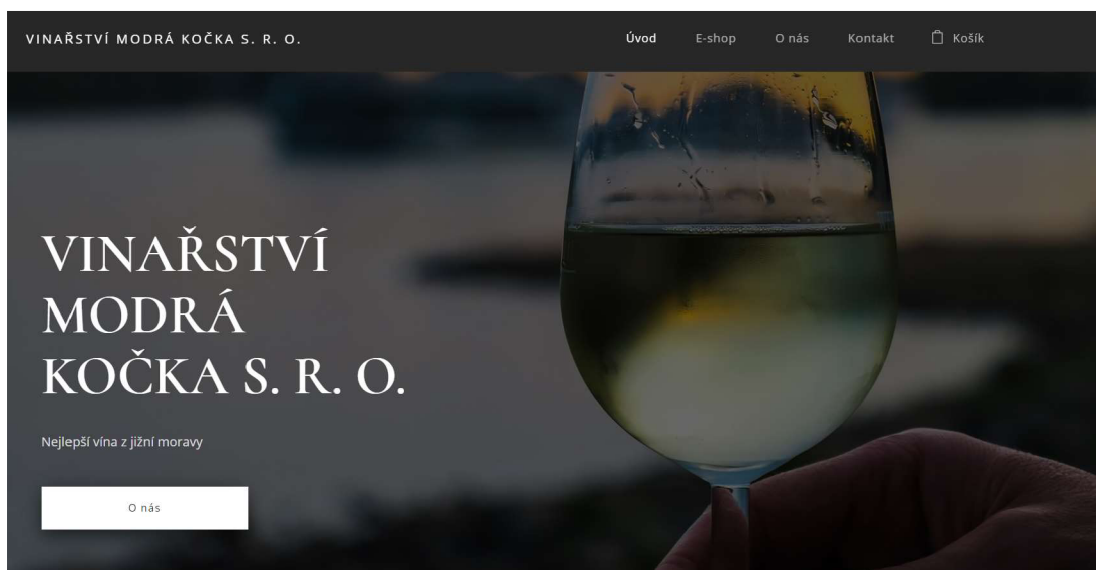 VINAŘSTVÍ MODRÁ KOČKA S. R. O.
Úvod E-shop O nás Kontakt Košík
VINAŘSTVÍ
MODRÁ
KOČKA S. R. O.
Nejlepší vína z jižní moravy
O nás